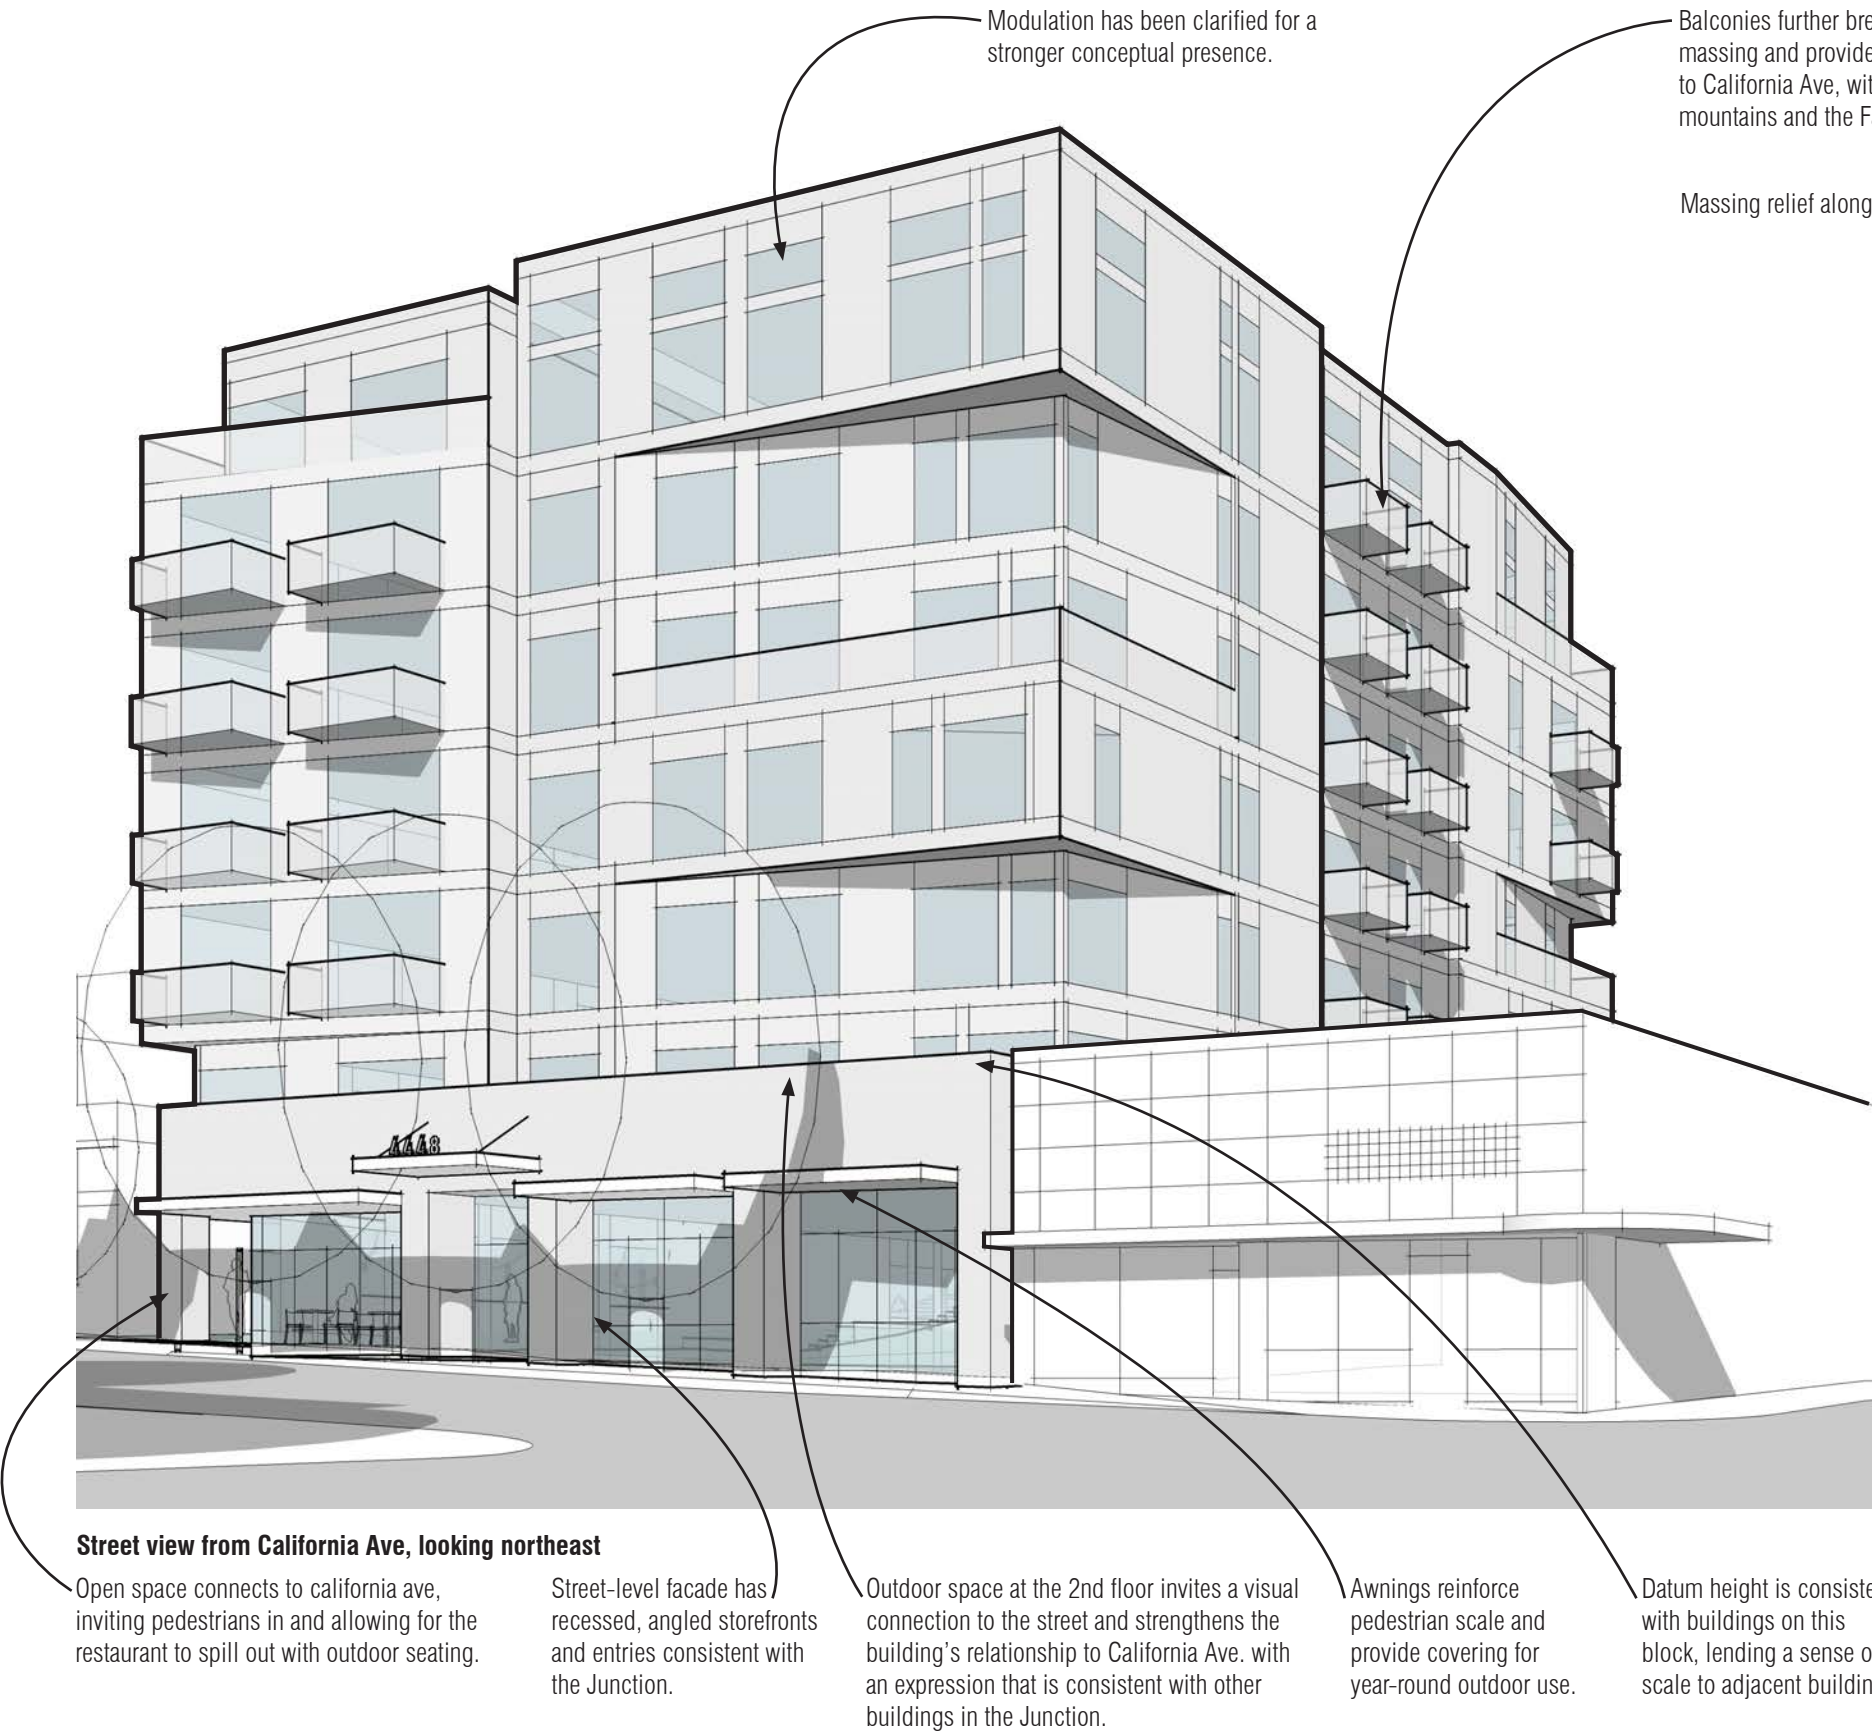 Modulation has been clarified for a
stronger conceptual presence.
Balconies further
massing and provide
to California Ave,
mountains and the
Massing relief along
4448
Street view from California Ave, looking northeast
Open space connects to california ave,
inviting pedestrians in and allowing for the
restaurant to spill out with outdoor seating.
Street-level facade has
recessed, angled storefronts
and entries consistent with
the Junction.
Outdoor space at the 2nd floor invites a visual
connection to the street and strengthens the
building's relationship to California Ave. with
an expression that is consistent with other
buildings in the Junction.
Awnings reinforce
pedestrian scale and
provide covering for
year-round outdoor use.
Datum height is
with buildings on this
block, lending a sense
scale to adjacent